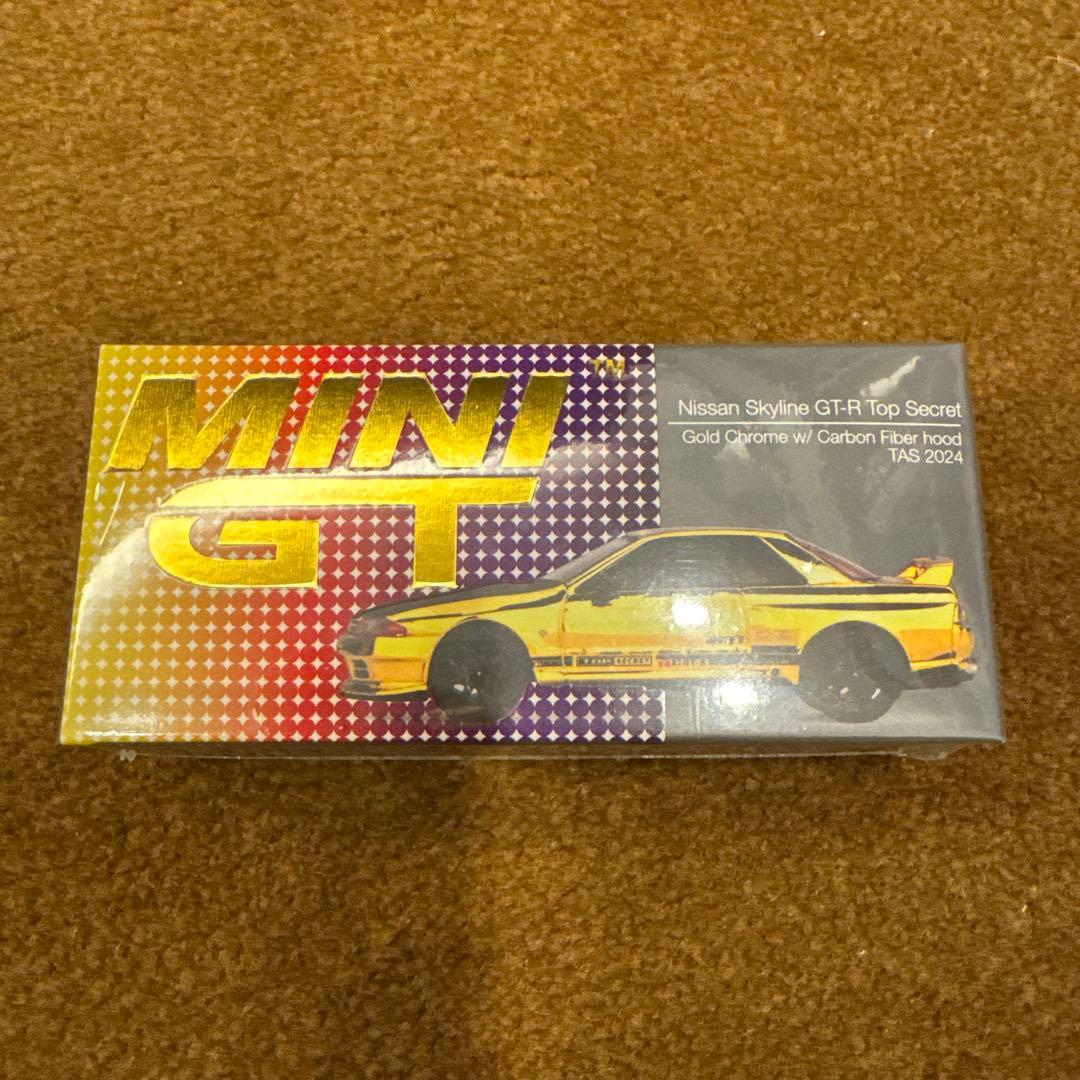 MINI
GT
TM
Nissan Skyline GT-R Top Secret
Gold Chrome w/ Carbon Fiber hood
TAS 2024